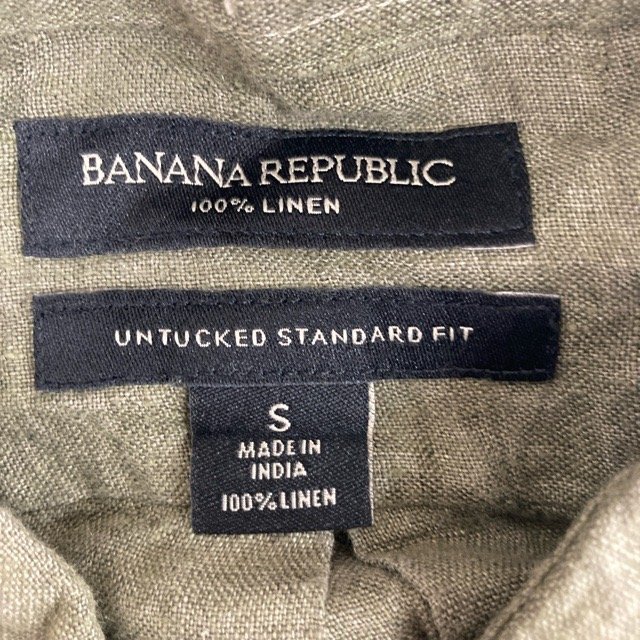 BANANA REPUBLIC
100% LINEN
UNTUCKED STANDARD FIT
S
MADE IN
INDIA
100% LINEN